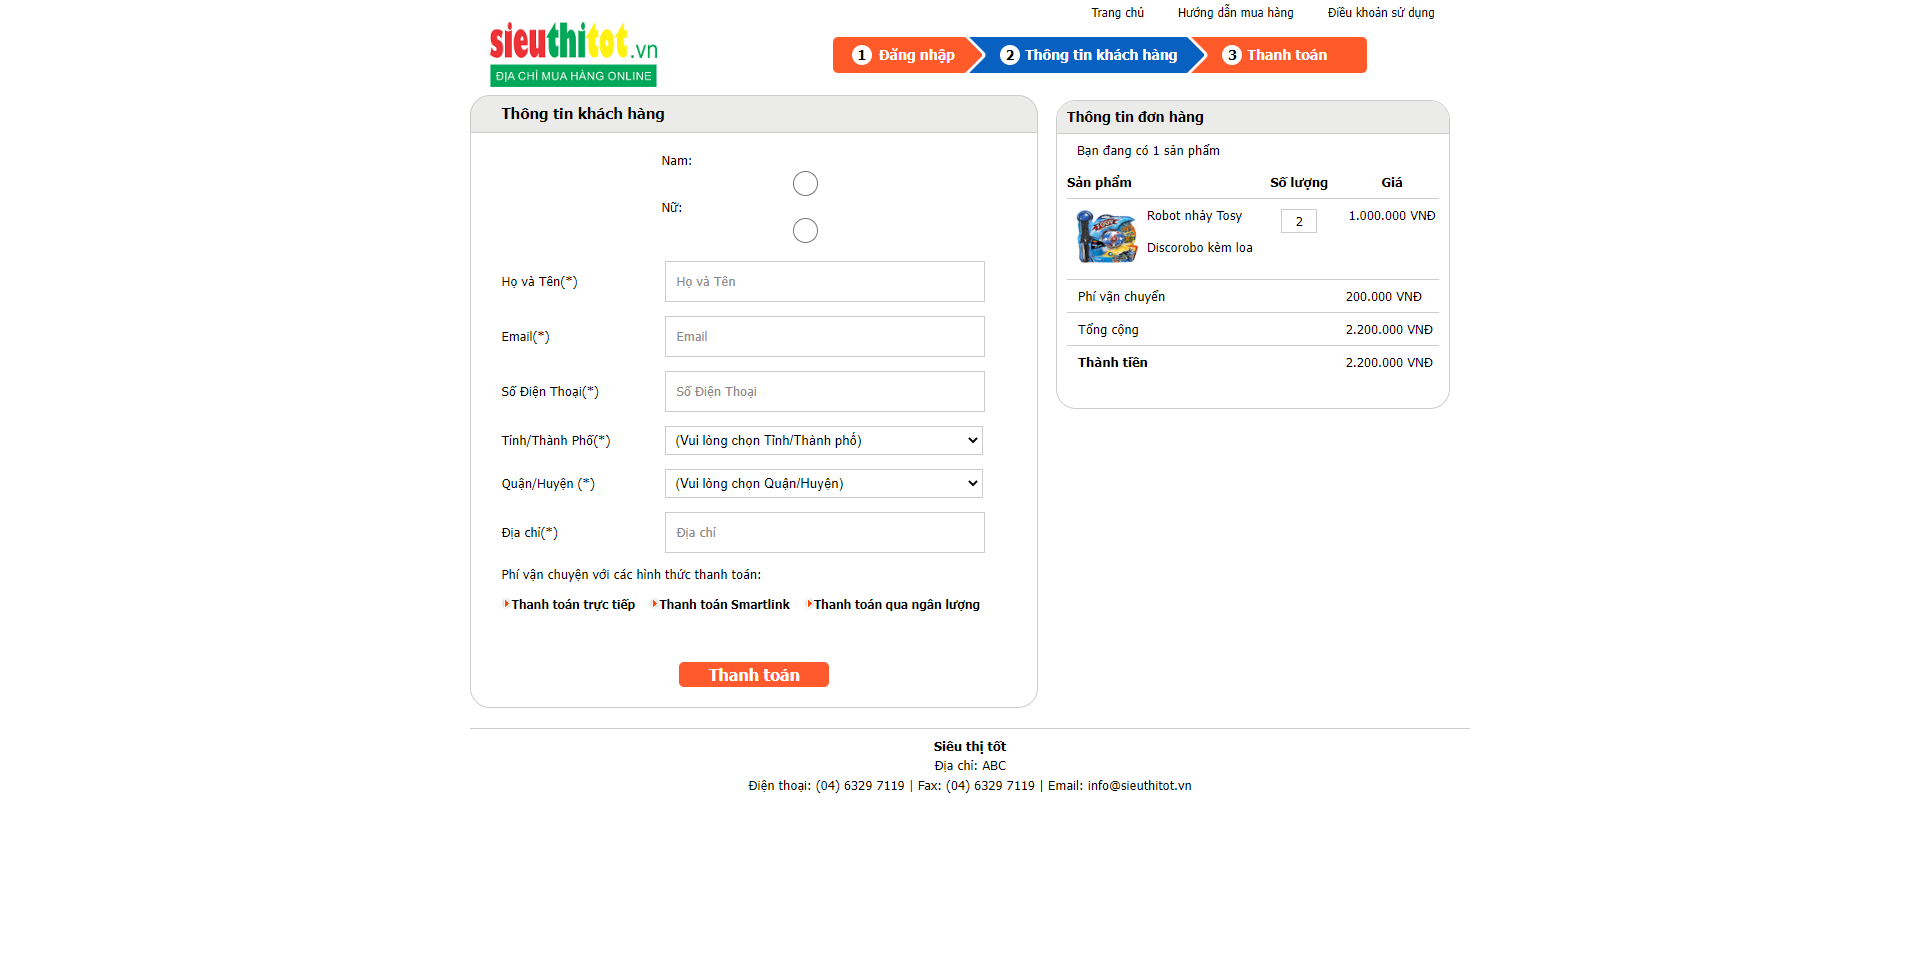 Trang chủ Hướng dẫn mua hàng Điều khoản sử dụng
sieuthitot.vn
ĐỊA CHỈ MUA HÀNG ONLINE
1 Đăng nhập 2 Thông tin khách hàng 3 Thanh toán
Thông tin khách hàng
Nam:
Nữ:
Họ và Tên(*) Họ và Tên
Email(*) Email
Số Điện Thoại(*) Số Điện Thoại
Tỉnh/Thành Phố(*) (Vui lòng chọn Tỉnh/Thành phố)
Quận/Huyện (*) (Vui lòng chọn Quận/Huyện)
Địa chỉ(*) Địa chỉ
Phí vận chuyện với các hình thức thanh toán:
Thanh toán trực tiếp Thanh toán Smartlink Thanh toán qua ngân lượng
Thanh toán
Thông tin đơn hàng
Bạn đang có 1 sản phẩm
Sản phẩm Số lượng Giá
Robot nhảy Tosy 2 1.000.000 VNĐ
Discorobo kèm loa
Phí vận chuyển 200.000 VNĐ
Tổng cộng 2.200.000 VNĐ
Thành tiền 2.200.000 VNĐ
Siêu thị tốt
Địa chỉ: ABC
Điện thoại: (04) 6329 7119 | Fax: (04) 6329 7119 | Email: info@sieuthitot.vn